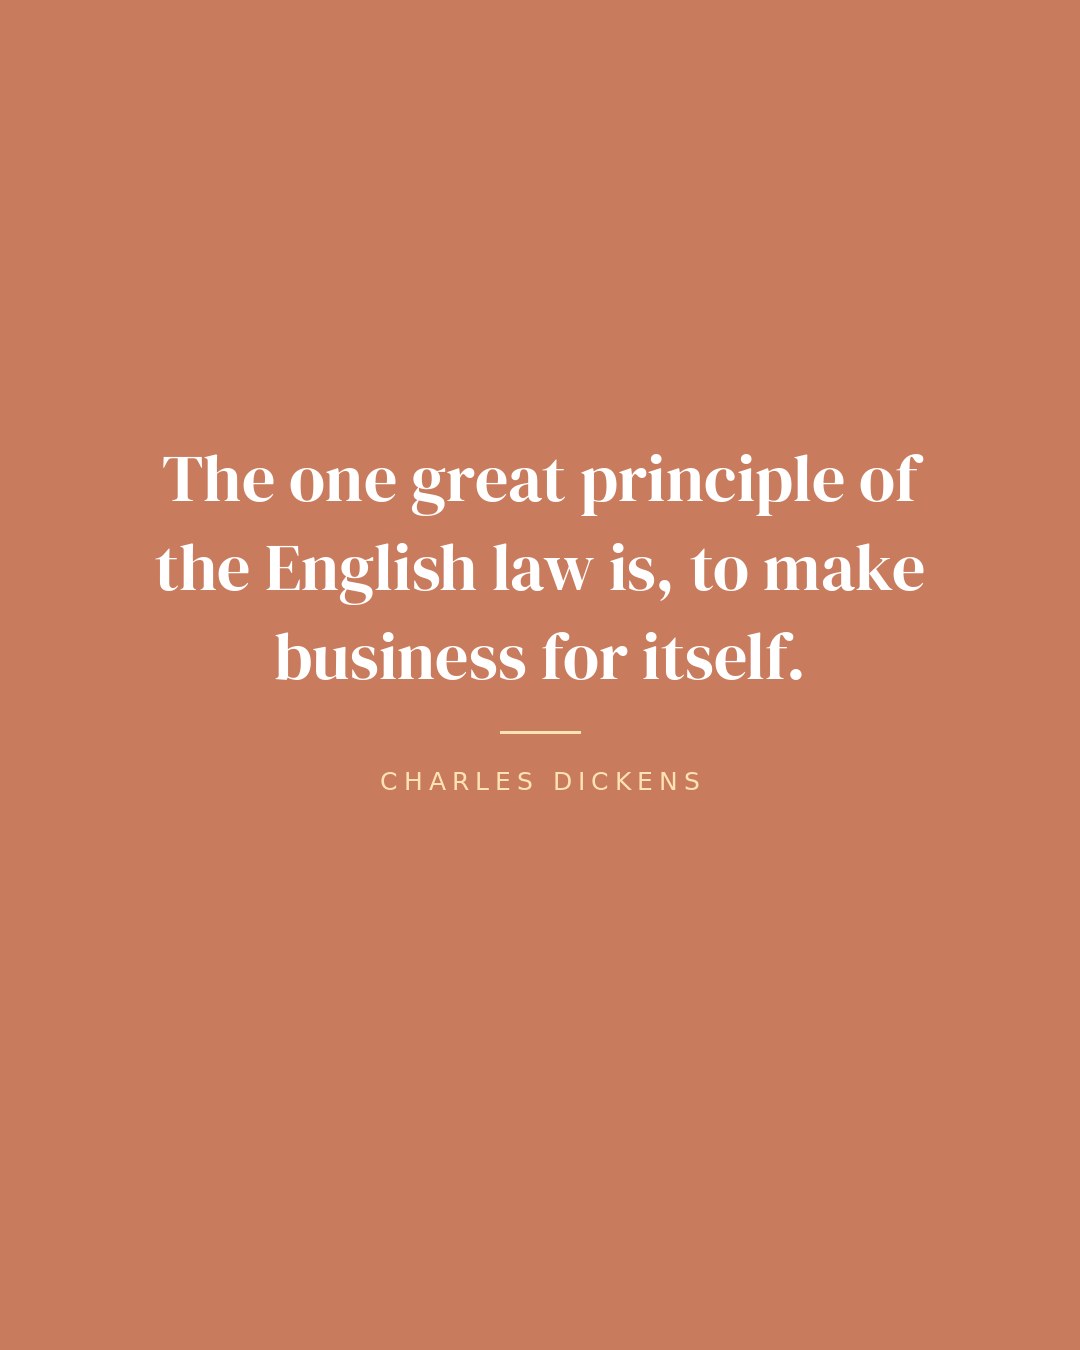 The one great principle of
the English law is, to make
business for itself.
CHARLES DICKENS